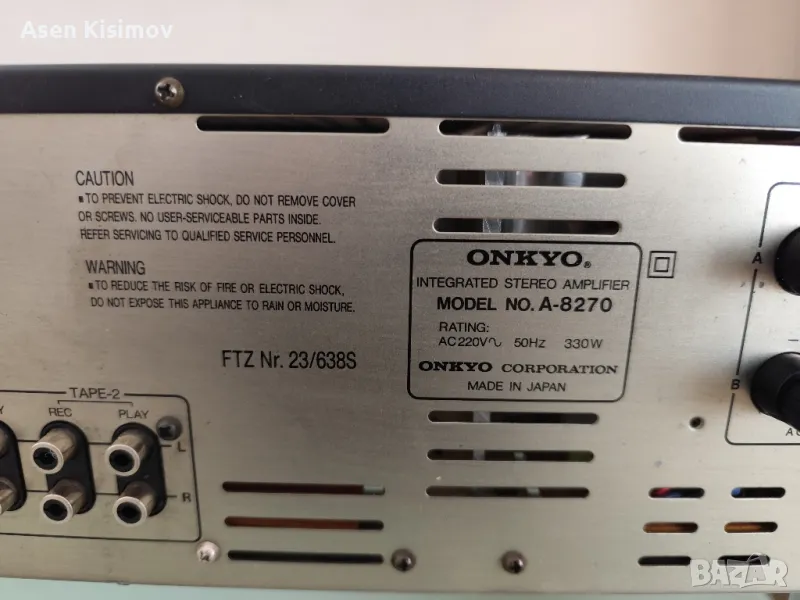 Asen Kisimov
CAUTION
■ TO PREVENT ELECTRIC SHOCK, DO NOT REMOVE COVER
OR SCREWS. NO USER-SERVICEABLE PARTS INSIDE.
REFER SERVICING TO QUALIFIED SERVICE PERSONNEL.
WARNING
■ TO REDUCE THE RISK OF FIRE OR ELECTRIC SHOCK,
DO NOT EXPOSE THIS APPLIANCE TO RAIN OR MOISTURE.
FTZ Nr. 23/638S
ONKYO®
INTEGRATED STEREO AMPLIFIER
MODEL NO. A-8270
RATING:
AC 220V∿ 50Hz 330W
ONKYO CORPORATION
MADE IN JAPAN
A
B
TAPE-2
Y REC PLAY
L
R
BAZAR